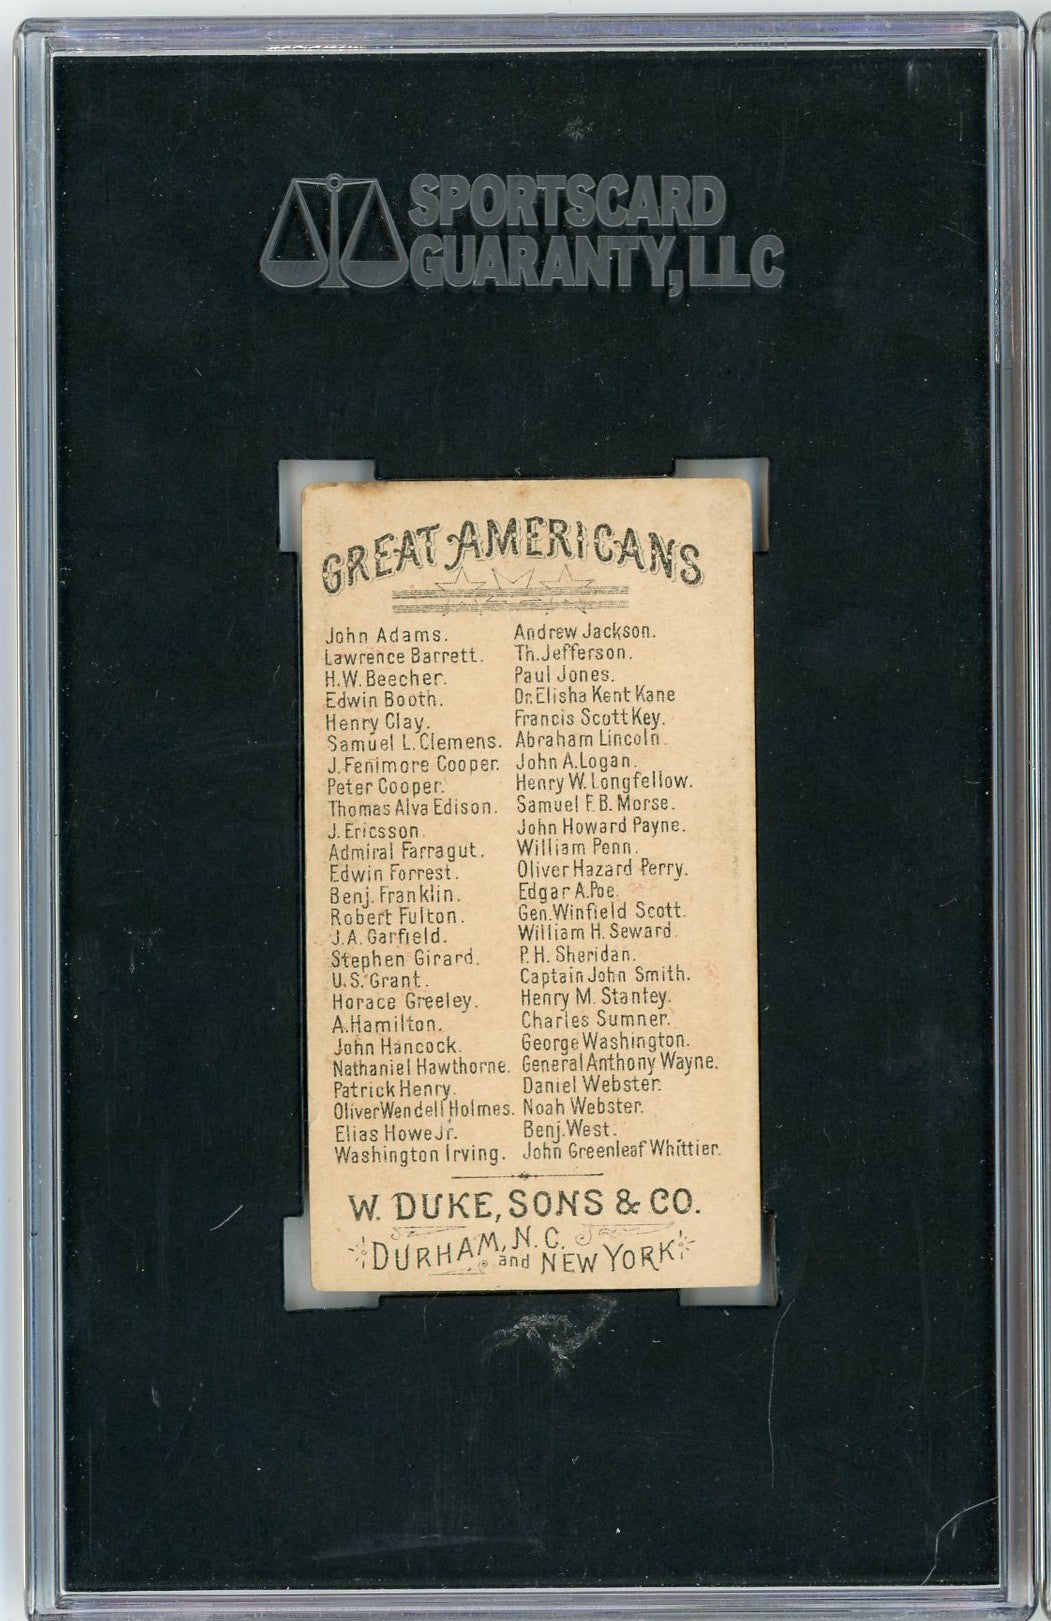 SPORTSCARD
GUARANTY, LLC
GREAT AMERICANS
John Adams.
Lawrence Barrett.
H.W. Beecher.
Edwin Booth.
Henry Clay.
Samuel L. Clemens.
J. Fenimore Cooper.
Peter Cooper.
Thomas Alva Edison.
J. Ericsson.
Admiral Farragut.
Edwin Forrest.
Benj. Franklin.
Robert Fulton.
J.A. Garfield.
Stephen Girard.
U.S. Grant.
Horace Greeley.
A. Hamilton.
John Hancock.
Nathaniel Hawthorne.
Patrick Henry.
Oliver Wendell Holmes.
Elias Howe Jr.
Washington Irving.
Andrew Jackson.
Th. Jefferson.
Paul Jones.
Dr. Elisha Kent Kane
Francis Scott Key.
Abraham Lincoln.
John A. Logan.
Henry W. Longfellow.
Samuel F.B. Morse.
John Howard Payne.
William Penn.
Oliver Hazard Perry.
Edgar A. Poe.
Gen. Winfield Scott.
William H. Seward.
P.H. Sheridan.
Captain John Smith.
Henry M. Stanley.
Charles Sumner.
George Washington.
General Anthony Wayne.
Daniel Webster.
Noah Webster.
Benj. West.
John Greenleaf Whittier.
W. DUKE, SONS & CO.
DURHAM, N.C.
and NEW YORK